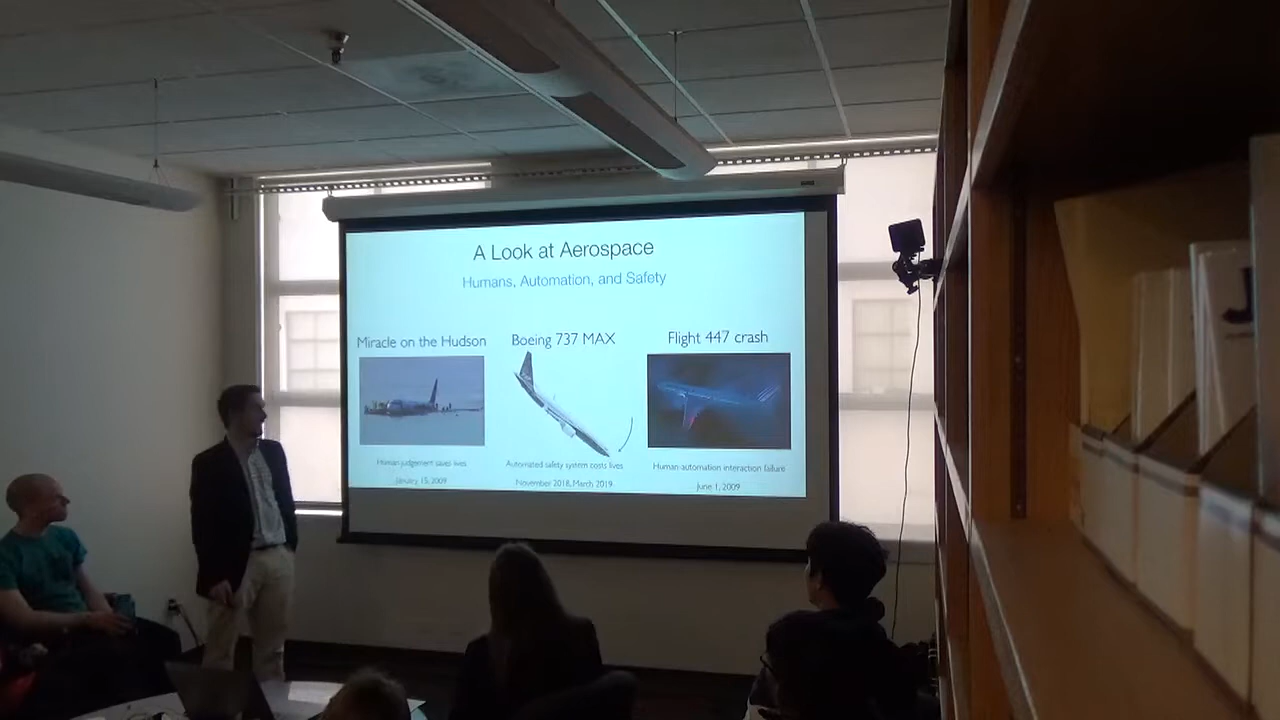 A Look at Aerospace
Humans, Automation, and Safety
Miracle on the Hudson
Boeing 737 MAX
Flight 447 crash
Human judgement saves lives
Automated safety system costs lives
Human-automation interaction failure
January 15, 2009
November 2018, March 2019
June 1, 2009